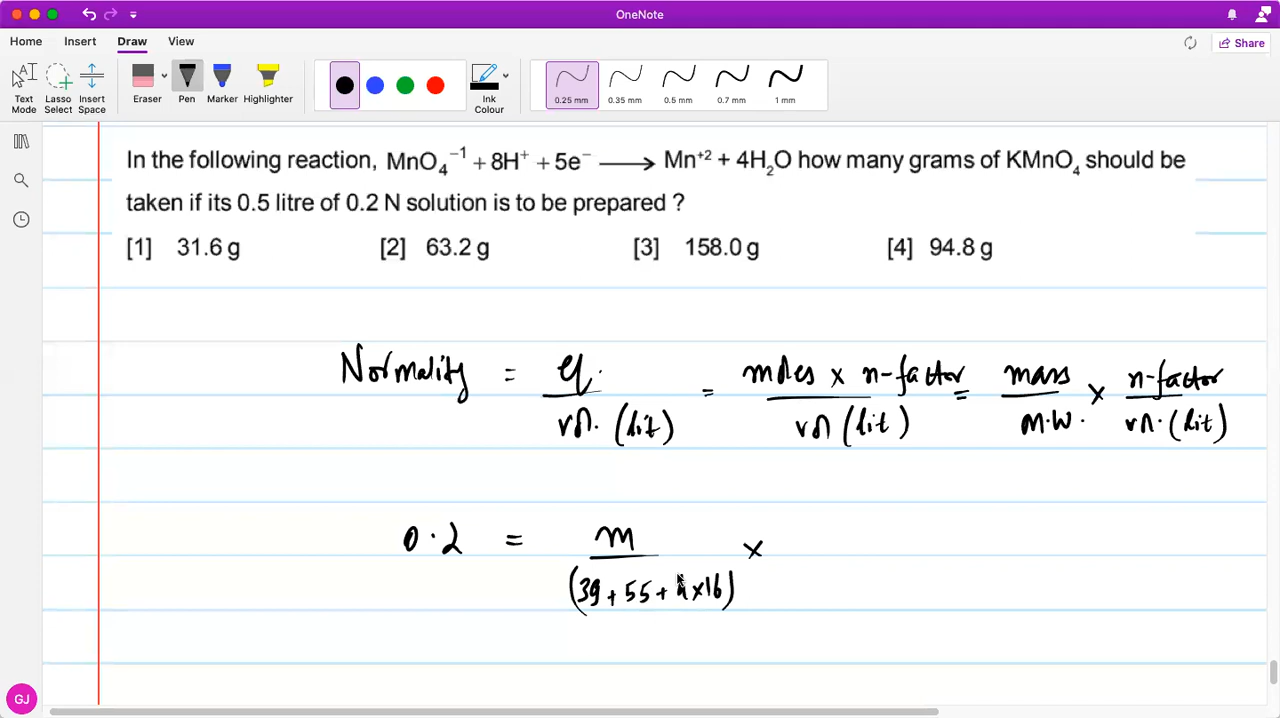 OneNote
Home Insert Draw View
Share
Text Mode
Lasso Select
Insert Space
Eraser
Pen
Marker
Highlighter
Ink Colour
0.25 mm
0.35 mm
0.5 mm
0.7 mm
1 mm
In the following reaction, MnO₄⁻¹ + 8H⁺ + 5e⁻ ⟶ Mn⁺² + 4H₂O how many grams of KMnO₄ should be
taken if its 0.5 litre of 0.2 N solution is to be prepared ?
[1] 31.6 g [2] 63.2 g [3] 158.0 g [4] 94.8 g
Normality = eq. / vol. (lit) = moles x n-factor / vol (lit) = mass / M.W. x n-factor / vol. (lit)
0.2 = m / (39 + 55 + 4x16) x
GJ